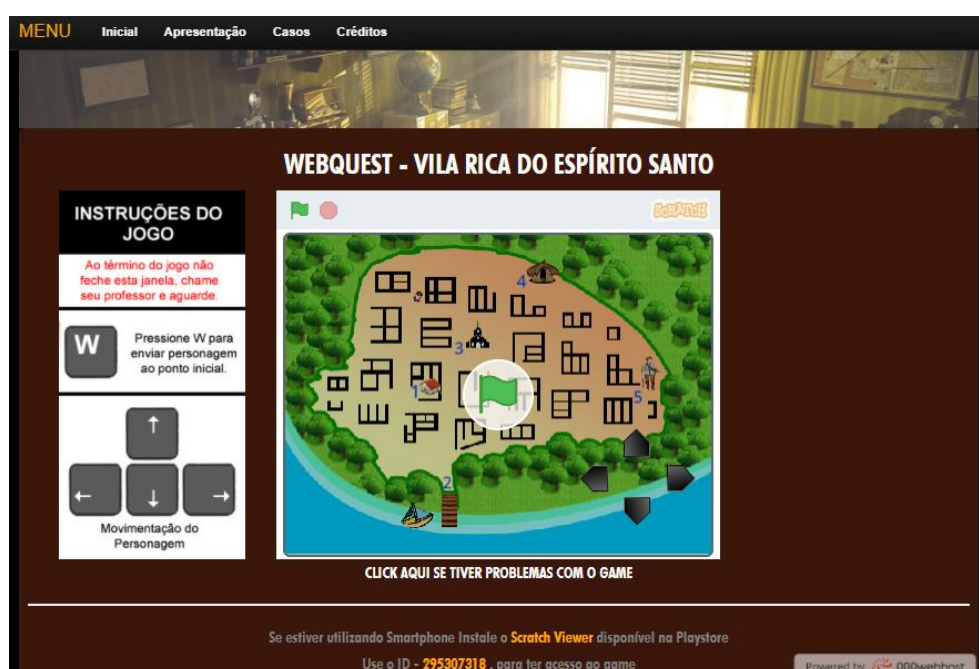 MENU Inicial Apresentação Casos Créditos
WEBQUEST - VILA RICA DO ESPÍRITO SANTO
INSTRUÇÕES DO
JOGO
Ao término do jogo não
feche esta janela, chame
seu professor e aguarde.
W
Pressione W para
enviar personagem
ao ponto inicial.
↑
← ↓ →
Movimentação do
Personagem
SCRATCH
4
3
1
5
2
CLICK AQUI SE TIVER PROBLEMAS COM O GAME
Se estiver utilizando Smartphone Instale o Scratch Viewer disponível na Playstore
Use o ID - 295307318 , para ter acesso ao game
Powered by 000webhost